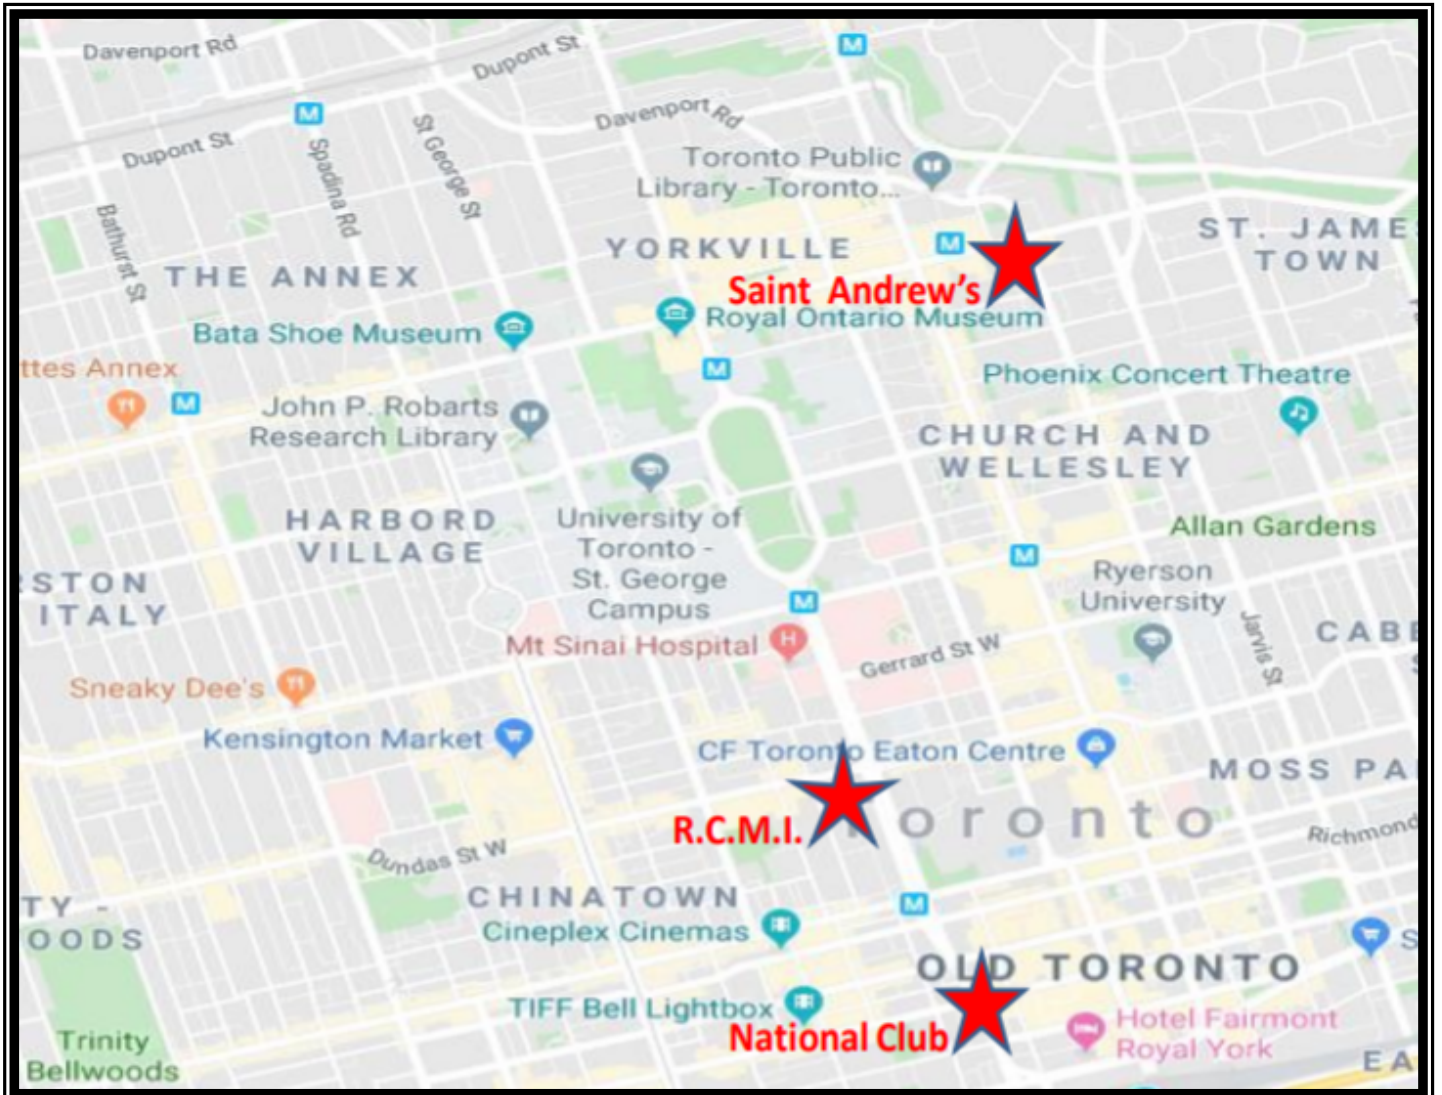 Davenport Rd
Dupont St
M
M
Davenport Rd
St George St
Dupont St
Spadina Rd
Toronto Public
Library - Toronto...
Bathurst St
ST. JAMES
TOWN
YORKVILLE
M
THE ANNEX
Saint Andrew's
Royal Ontario Museum
Bata Shoe Museum
ttes Annex
M
Phoenix Concert Theatre
M
John P. Robarts
Research Library
CHURCH AND
WELLESLEY
HARBORD
VILLAGE
University of
Toronto -
St. George
Campus
Allan Gardens
M
Ryerson
University
RSTON
ITALY
M
Jarvis St
CABB
Mt Sinai Hospital
H
Gerrard St W
Sneaky Dee's
Kensington Market
CF Toronto Eaton Centre
MOSS PA
R.C.M.I.
Toronto
Richmond
Dundas St W
CHINATOWN
TY -
OODS
M
Cineplex Cinemas
S
OLD TORONTO
TIFF Bell Lightbox
National Club
Hotel Fairmont
Royal York
Trinity
Bellwoods
EA